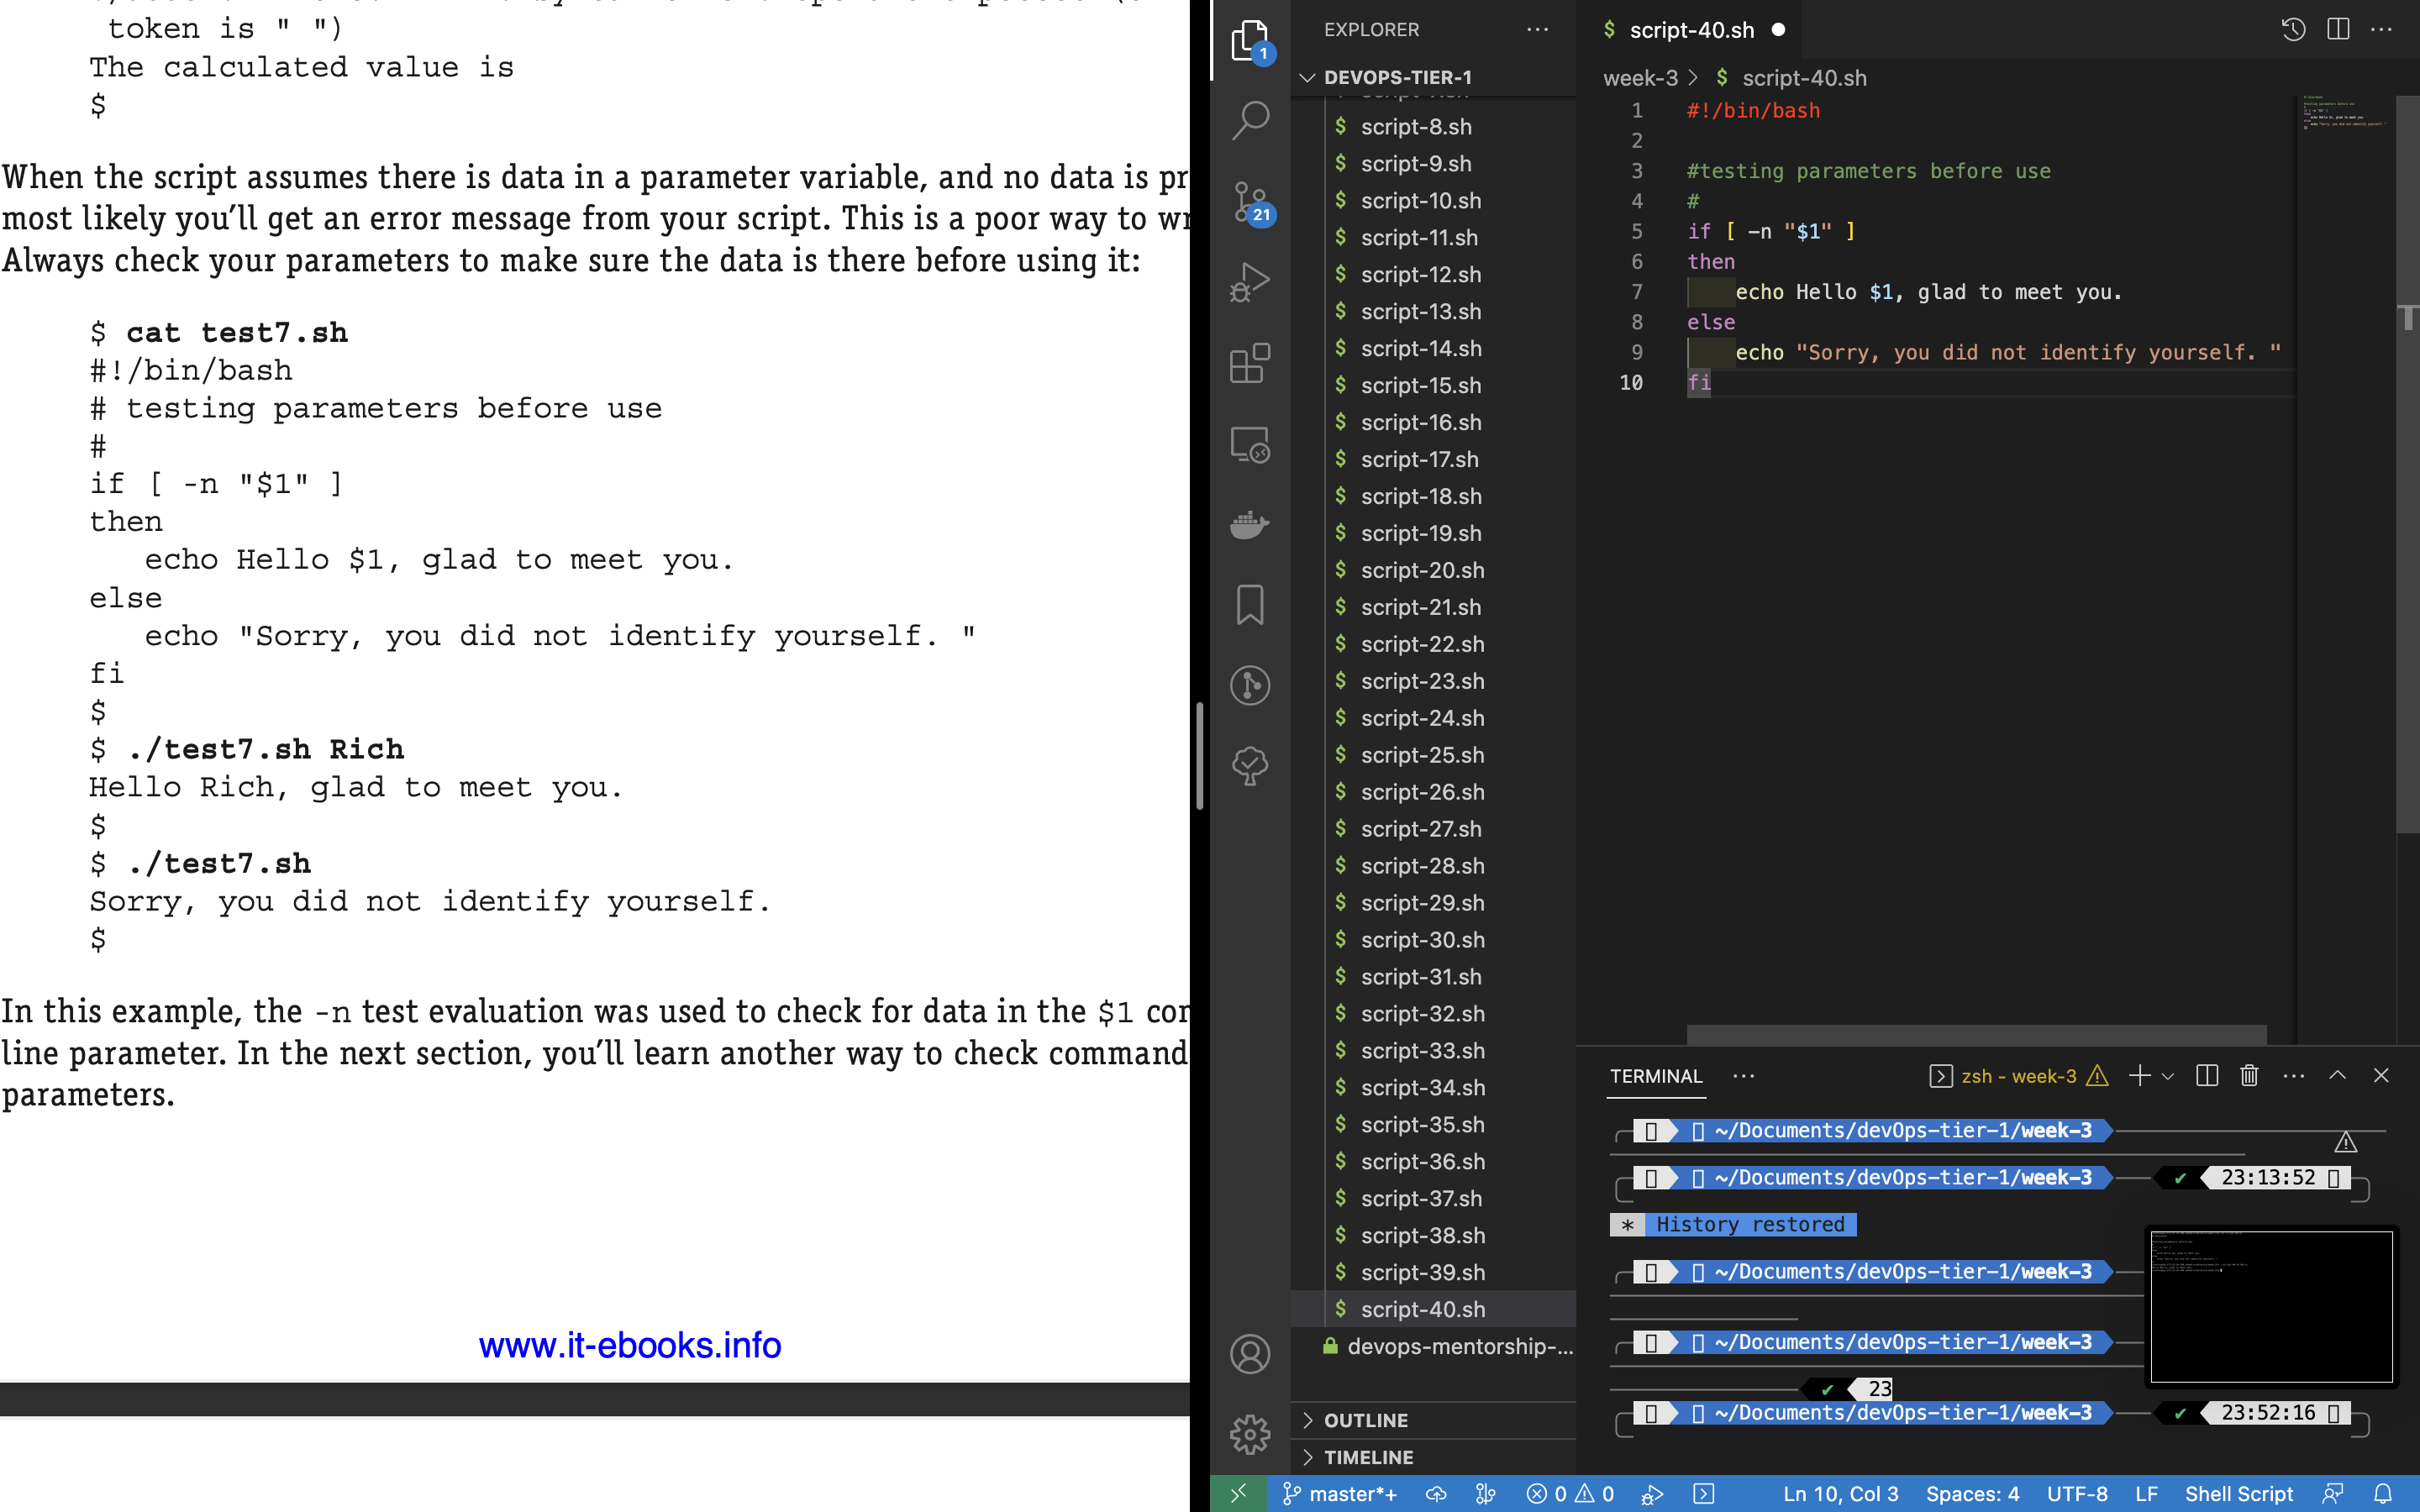 token is " ")
The calculated value is
$
When the script assumes there is data in a parameter variable, and no data is pr
most likely you'll get an error message from your script. This is a poor way to wr
Always check your parameters to make sure the data is there before using it:
$ cat test7.sh
#!/bin/bash
# testing parameters before use
#
if [ -n "$1" ]
then
echo Hello $1, glad to meet you.
else
echo "Sorry, you did not identify yourself. "
fi
$
$ ./test7.sh Rich
Hello Rich, glad to meet you.
$
$ ./test7.sh
Sorry, you did not identify yourself.
$
In this example, the -n test evaluation was used to check for data in the $1 con
line parameter. In the next section, you'll learn another way to check command
parameters.
www.it-ebooks.info
1
21
EXPLORER
DEVOPS-TIER-1
$ script-8.sh
$ script-9.sh
$ script-10.sh
$ script-11.sh
$ script-12.sh
$ script-13.sh
$ script-14.sh
$ script-15.sh
$ script-16.sh
$ script-17.sh
$ script-18.sh
$ script-19.sh
$ script-20.sh
$ script-21.sh
$ script-22.sh
$ script-23.sh
$ script-24.sh
$ script-25.sh
$ script-26.sh
$ script-27.sh
$ script-28.sh
$ script-29.sh
$ script-30.sh
$ script-31.sh
$ script-32.sh
$ script-33.sh
$ script-34.sh
$ script-35.sh
$ script-36.sh
$ script-37.sh
$ script-38.sh
$ script-39.sh
$ script-40.sh
devops-mentorship-...
OUTLINE
TIMELINE
$ script-40.sh
week-3 > $ script-40.sh
1 #!/bin/bash
2
3 #testing parameters before use
4 #
5 if [ -n "$1" ]
6 then
7 echo Hello $1, glad to meet you.
8 else
9 echo "Sorry, you did not identify yourself. "
10 fi
TERMINAL ... zsh - week-3
~/Documents/devOps-tier-1/week-3
~/Documents/devOps-tier-1/week-3 ✔ 23:13:52
* History restored
~/Documents/devOps-tier-1/week-3
~/Documents/devOps-tier-1/week-3
✔ 23
~/Documents/devOps-tier-1/week-3 ✔ 23:52:16
master*+ 0 0 Ln 10, Col 3 Spaces: 4 UTF-8 LF Shell Script